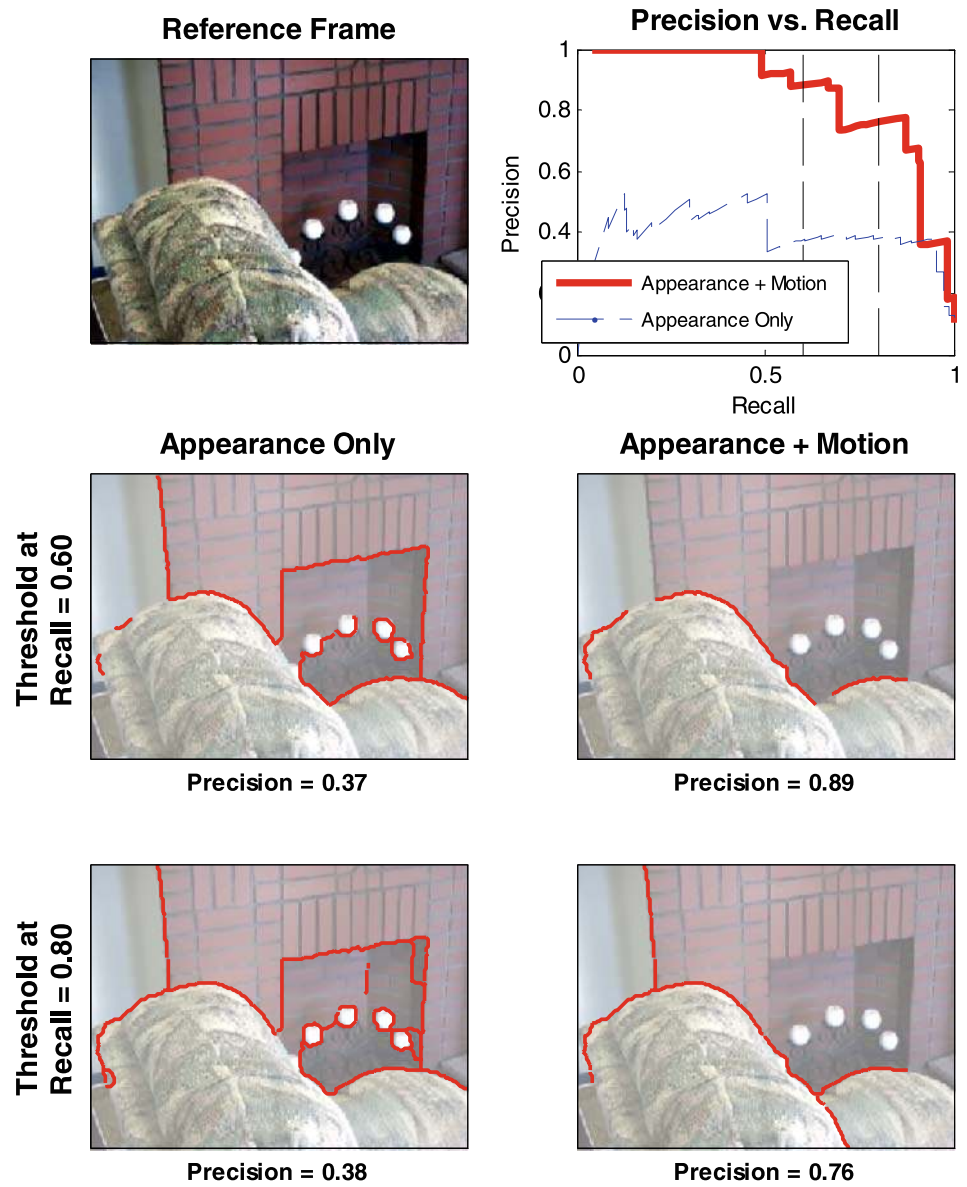 Reference Frame
Precision vs. Recall
1
0.8
0.6
0.4
0
Precision
0
0.5
1
Recall
Appearance + Motion
Appearance Only
Appearance Only
Appearance + Motion
Threshold at
Recall = 0.60
Precision = 0.37
Precision = 0.89
Threshold at
Recall = 0.80
Precision = 0.38
Precision = 0.76